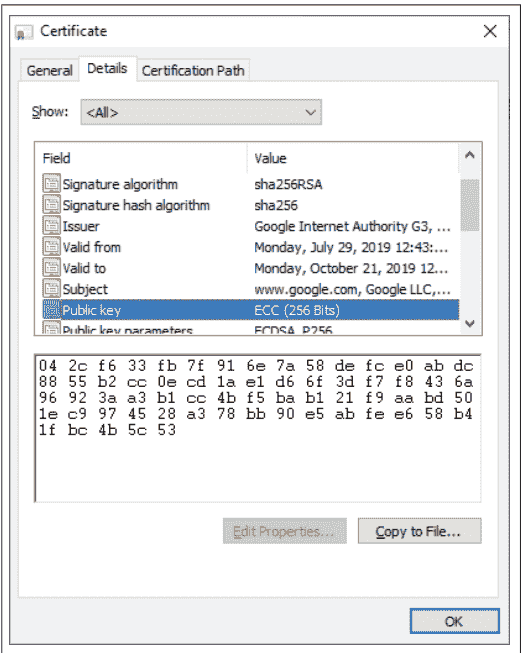 Certificate
General Details Certification Path
Show: <All>
Field Value
Signature algorithm sha256RSA
Signature hash algorithm sha256
Issuer Google Internet Authority G3, ...
Valid from Monday, July 29, 2019 12:43:...
Valid to Monday, October 21, 2019 12...
Subject www.google.com, Google LLC,...
Public key ECC (256 Bits)
Public key parameters ECDSA_P256
04 2c f6 33 fb 7f 91 6e 7a 58 de fc e0 ab dc
88 55 b2 cc 0e cd 1a e1 d6 6f 3d f7 f8 43 6a
96 92 3a a3 b1 cc 4b f5 ba b1 21 f9 aa bd 50
1e c9 97 45 28 a3 78 bb 90 e5 ab fe e6 58 b4
1f bc 4b 5c 53
Edit Properties... Copy to File...
OK